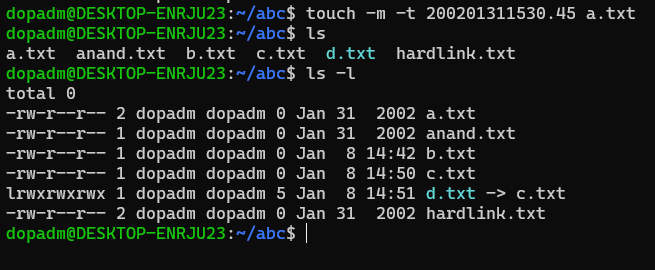 dopadm@DESKTOP-ENRJU23:~/abc$ touch -m -t 200201311530.45 a.txt
dopadm@DESKTOP-ENRJU23:~/abc$ ls
a.txt  anand.txt  b.txt  c.txt  d.txt  hardlink.txt
dopadm@DESKTOP-ENRJU23:~/abc$ ls -l
total 0
-rw-r--r-- 2 dopadm dopadm 0 Jan 31  2002 a.txt
-rw-r--r-- 1 dopadm dopadm 0 Jan 31  2002 anand.txt
-rw-r--r-- 1 dopadm dopadm 0 Jan  8 14:42 b.txt
-rw-r--r-- 1 dopadm dopadm 0 Jan  8 14:50 c.txt
lrwxrwxrwx 1 dopadm dopadm 5 Jan  8 14:51 d.txt -> c.txt
-rw-r--r-- 2 dopadm dopadm 0 Jan 31  2002 hardlink.txt
dopadm@DESKTOP-ENRJU23:~/abc$